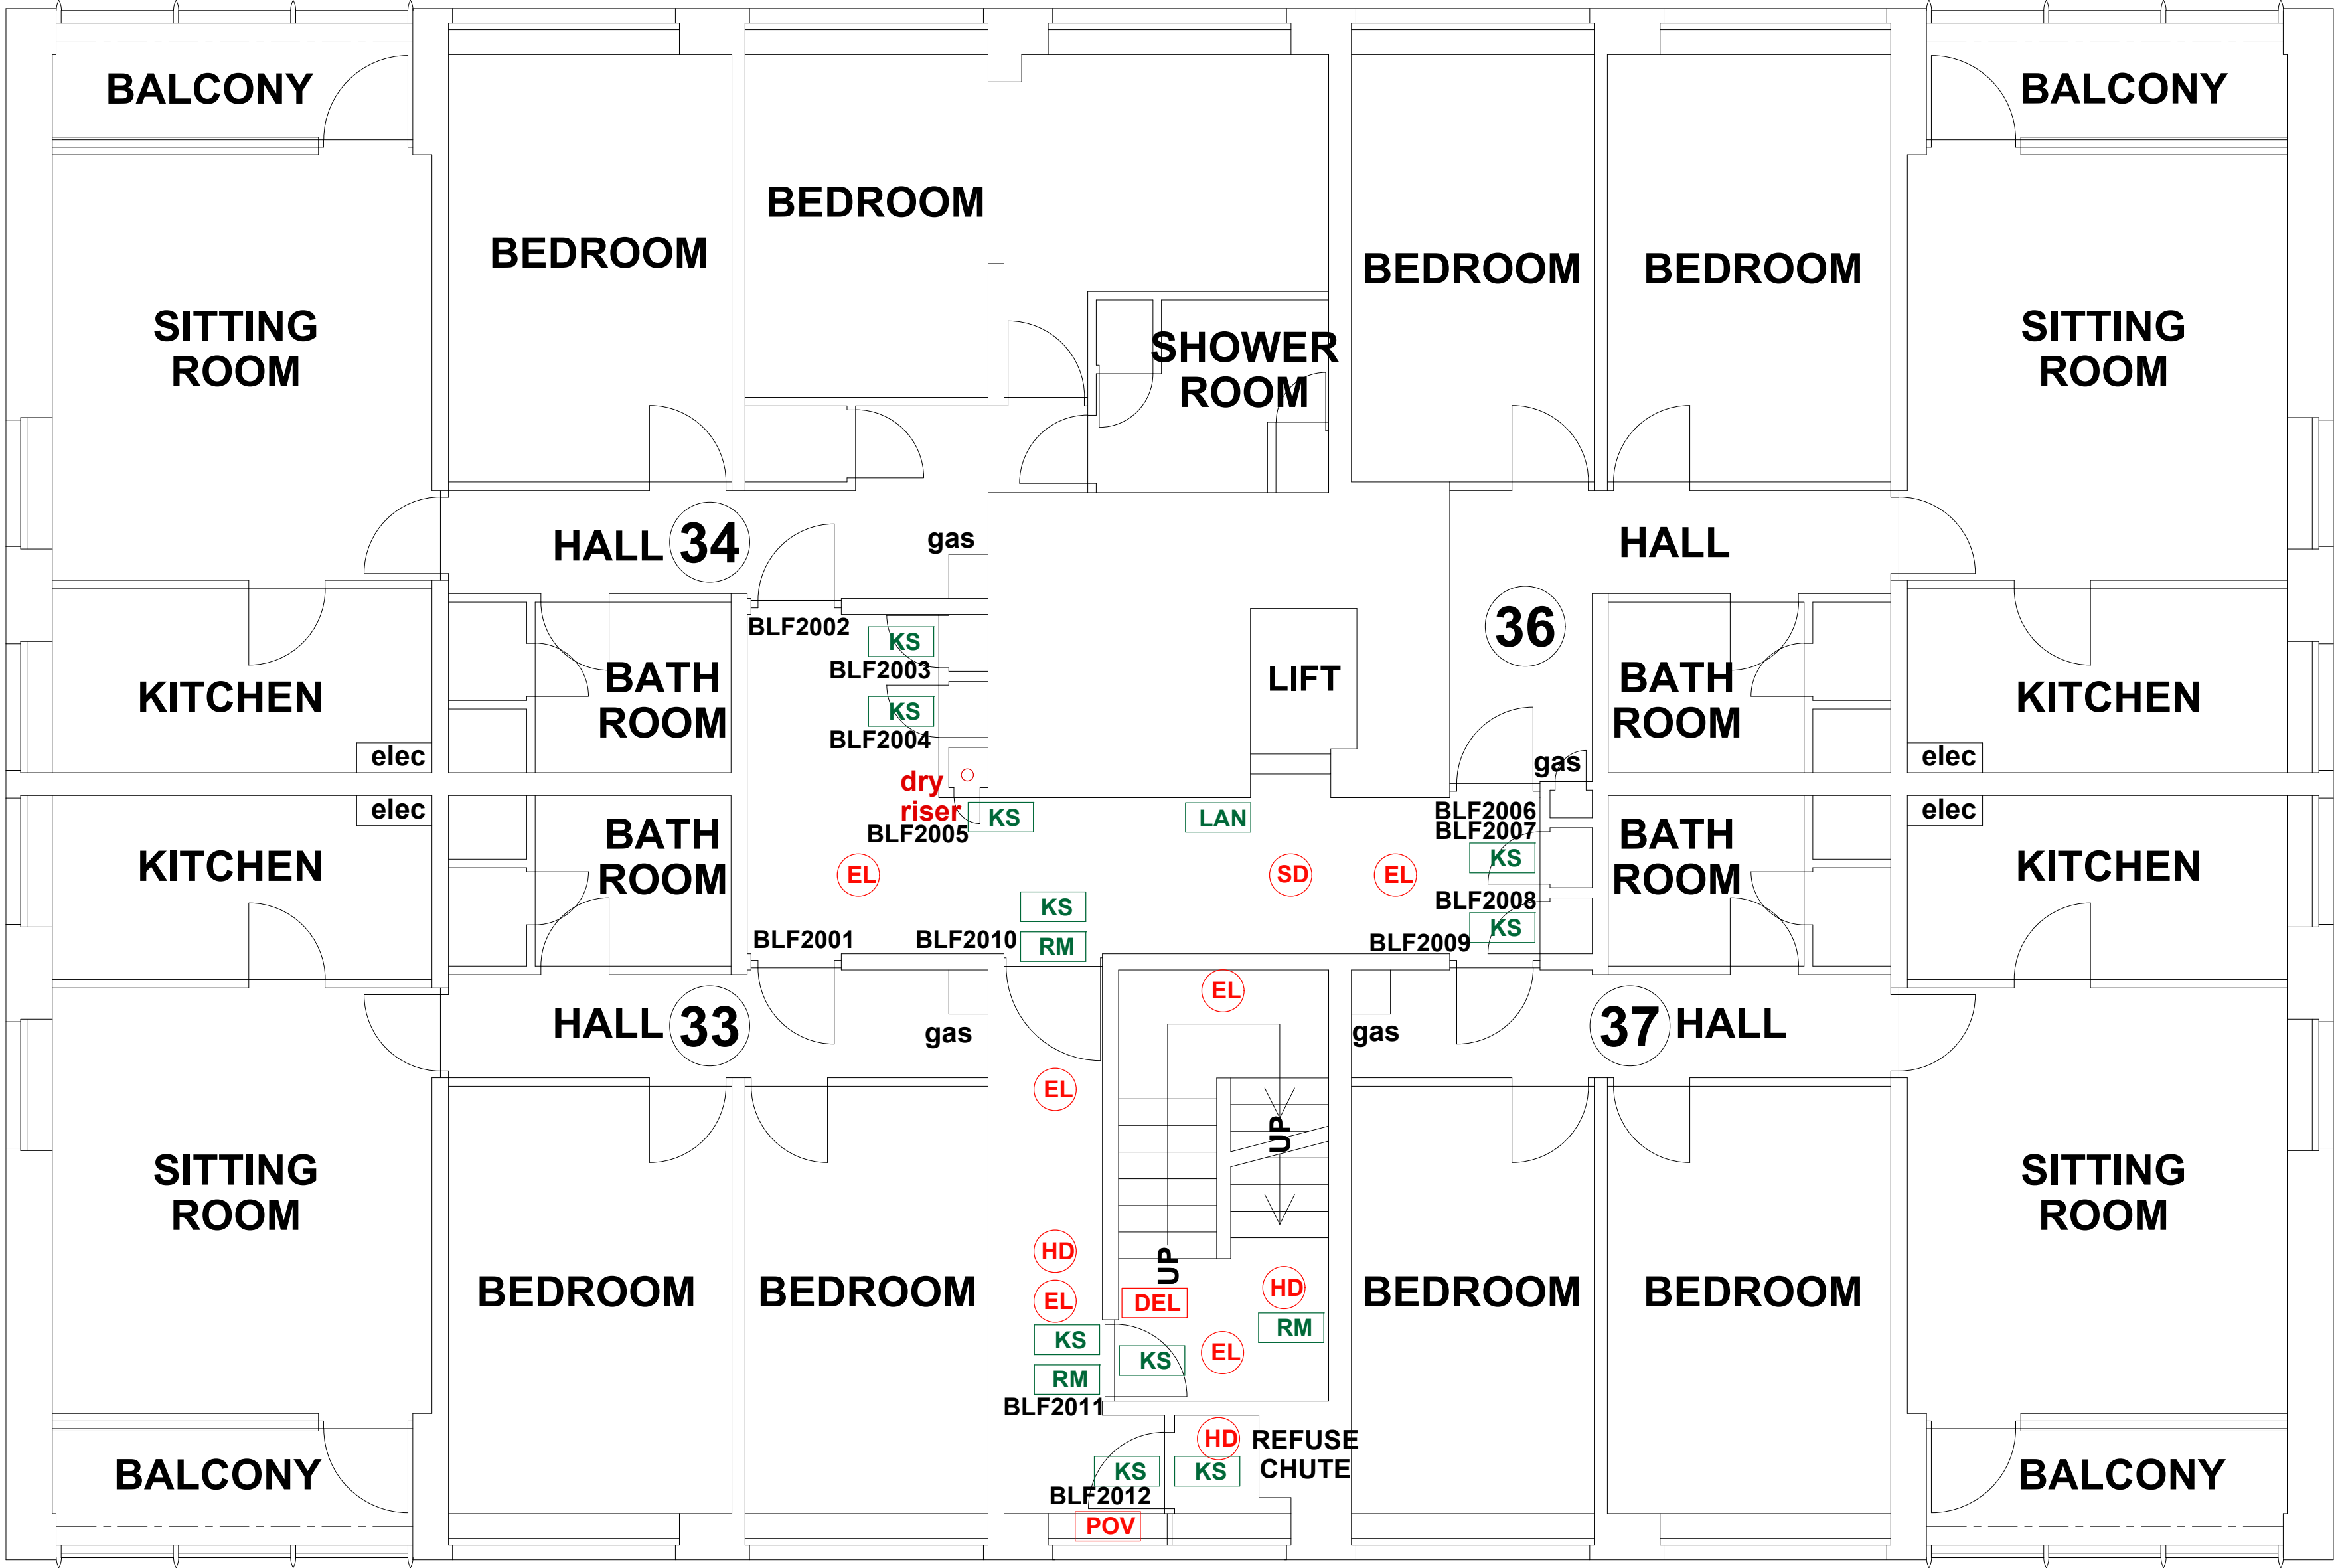 BALCONY
BALCONY
BEDROOM
BEDROOM
BEDROOM
BEDROOM
SITTING
ROOM
SHOWER
ROOM
SITTING
ROOM
HALL
34
gas
HALL
36
BLF2002
KS
BLF2003
KS
BLF2004
LIFT
KITCHEN
BATH
ROOM
BATH
ROOM
KITCHEN
elec
gas
elec
dry
riser
BLF2005
KS
LAN
BLF2006
BLF2007
KS
elec
elec
KITCHEN
BATH
ROOM
EL
SD
EL
BATH
ROOM
KITCHEN
BLF2008
KS
KS
BLF2001
BLF2010
RM
BLF2009
HALL
33
gas
EL
gas
37
HALL
EL
UP
SITTING
ROOM
SITTING
ROOM
HD
UP
HD
BEDROOM
BEDROOM
BEDROOM
BEDROOM
EL
DEL
RM
KS
KS
EL
RM
BLF2011
HD
REFUSE
CHUTE
BALCONY
KS
KS
BALCONY
BLF2012
POV